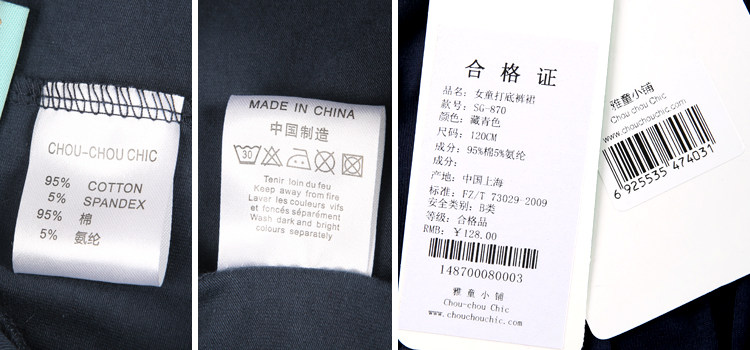 CHOU-CHOU CHIC
95% COTTON
5% SPANDEX
95% 棉
5% 氨纶
MADE IN CHINA
中国制造
30
Tenir loin du feu
Keep away from fire
Laver les couleurs vifs
et foncés séparément
Wash dark and bright
colours separately
合格证
品名: 女童打底裤裙
款号: SG-870
颜色: 藏青色
尺码: 120CM
成分: 95%棉5%氨纶
成分:
产地: 中国上海
标准: FZ/T 73029-2009
安全类别: B类
等级: 合格品
RMB: ￥128.00
148700080003
雅童小铺
Chou-chou Chic
www.chouchouchic.com
雅童小铺
Chou chou Chic
www.chouchouchic.com
6 925535 474031